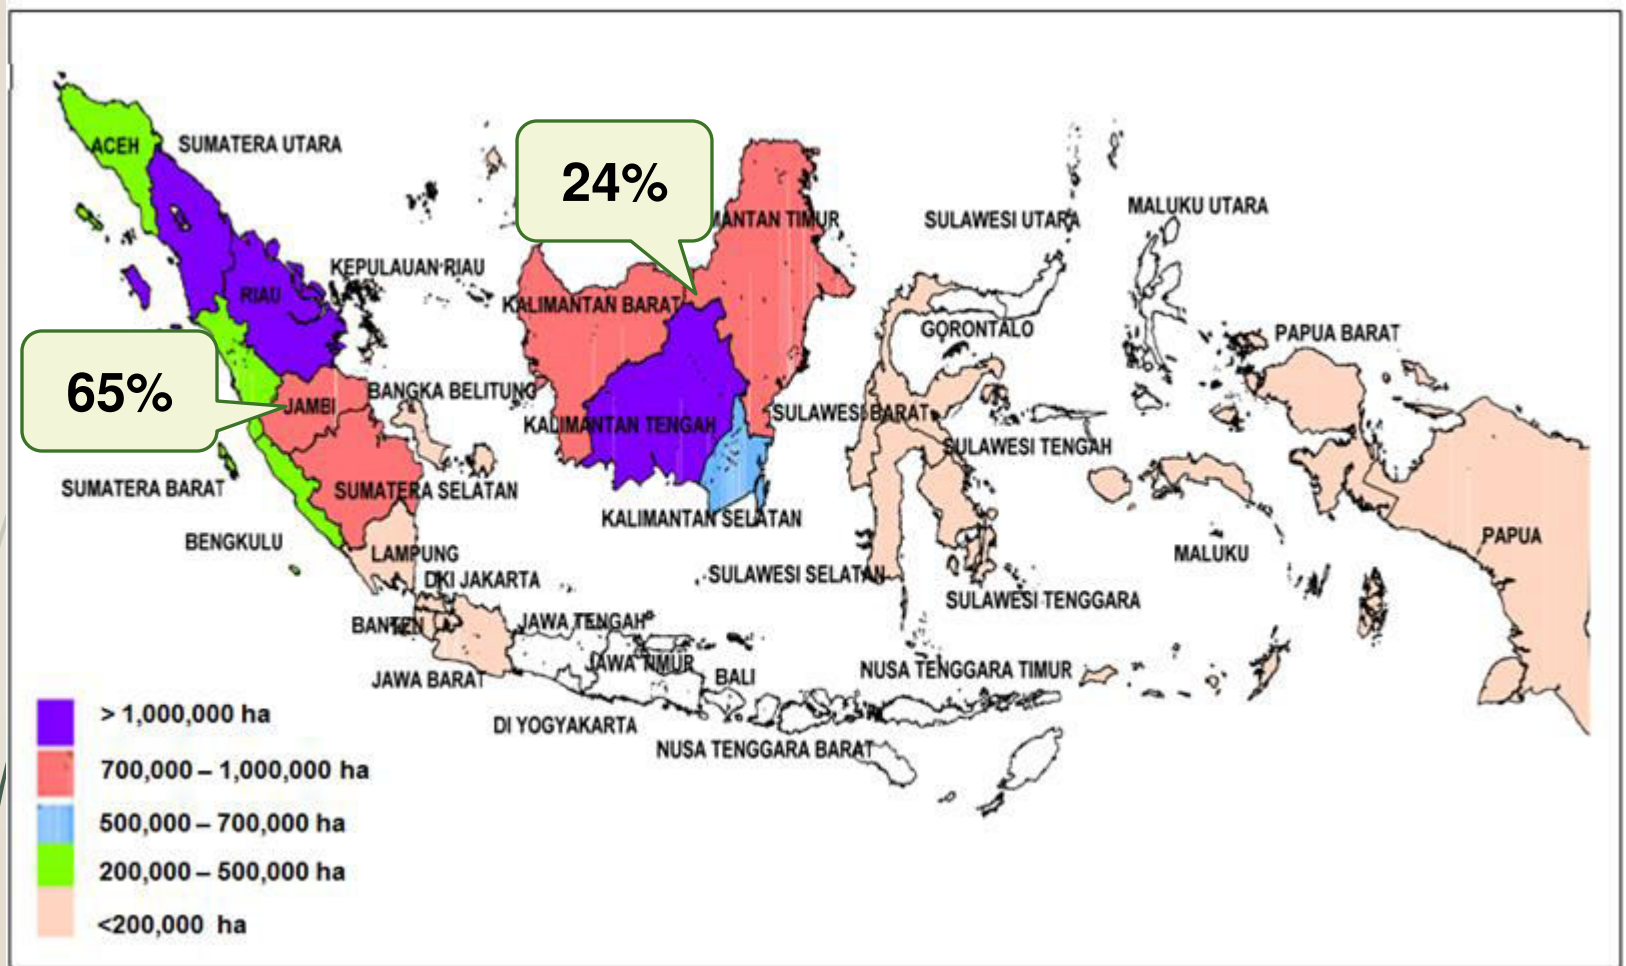 ACEH
SUMATERA UTARA
24%
MANTAN TIMUR
SULAWESI UTARA
MALUKU UTARA
KEPULAUAN RIAU
RIAU
KALIMANTAN BARAT
GORONTALO
PAPUA BARAT
65%
JAMBI
BANGKA BELITUNG
KALIMANTAN TENGAH
SULAWESI BARAT
SULAWESI TENGAH
SUMATERA BARAT
SUMATERA SELATAN
KALIMANTAN SELATAN
BENGKULU
LAMPUNG
MALUKU
PAPUA
DKI JAKARTA
SULAWESI SELATAN
SULAWESI TENGGARA
BANTEN
JAWA TENGAH
JAWA TIMUR
NUSA TENGGARA TIMUR
JAWA BARAT
BALI
DI YOGYAKARTA
NUSA TENGGARA BARAT
> 1,000,000 ha
700,000 – 1,000,000 ha
500,000 – 700,000 ha
200,000 – 500,000 ha
<200,000 ha